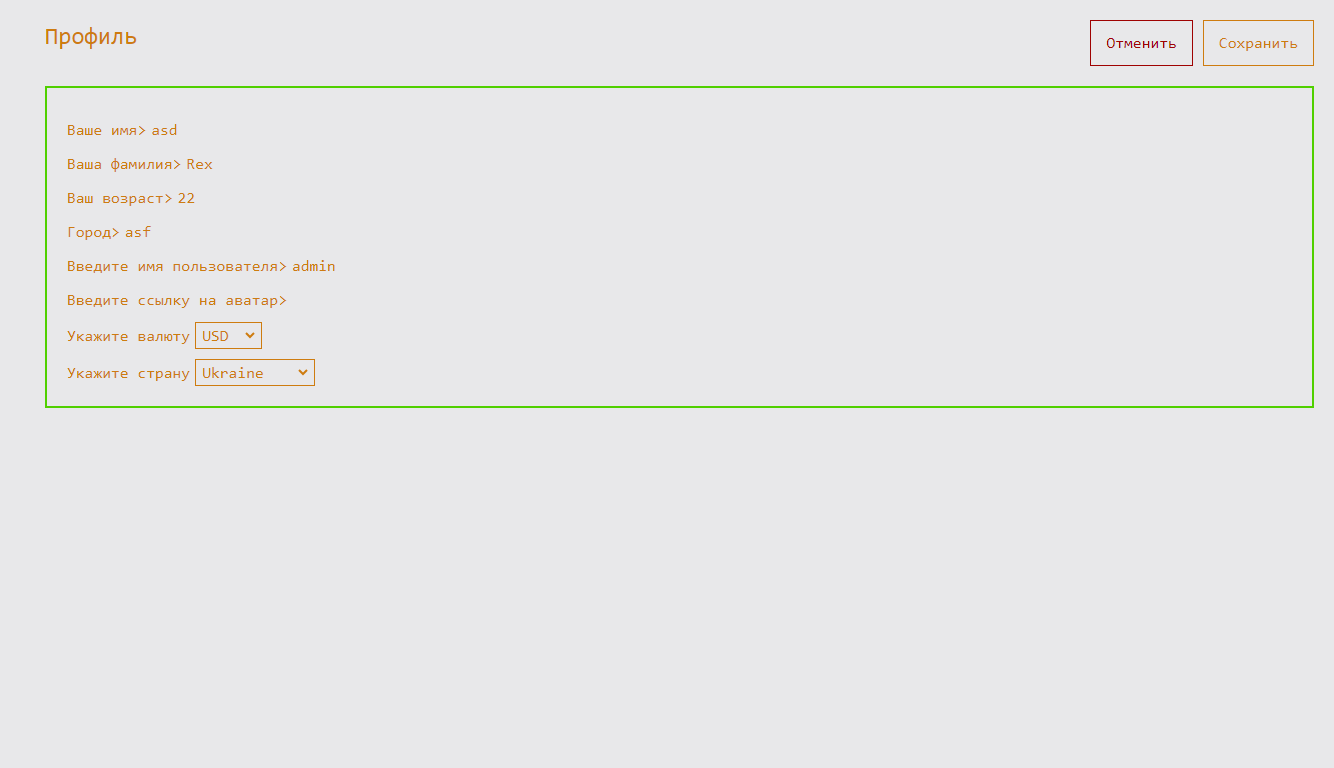 Профиль
Отменить
Сохранить
Ваше имя> asd
Ваша фамилия> Rex
Ваш возраст> 22
Город> asf
Введите имя пользователя> admin
Введите ссылку на аватар>
Укажите валюту USD
Укажите страну Ukraine